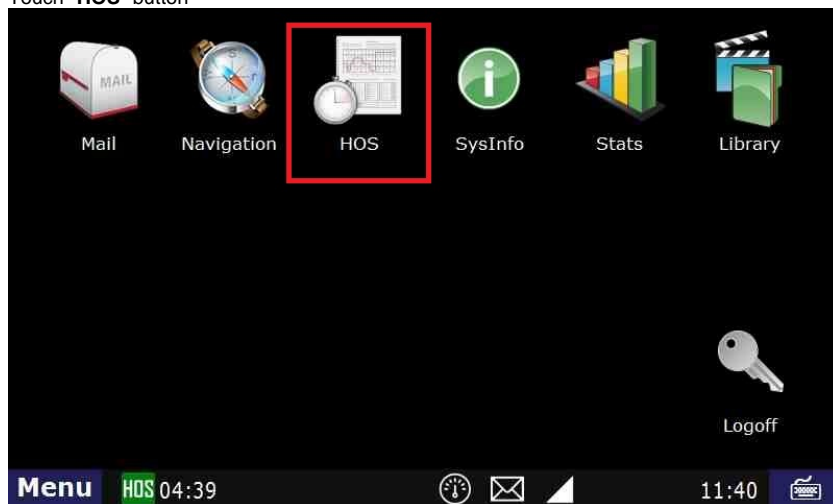 Touch "HOS" button
MAIL
Mail Navigation HOS SysInfo Stats Library
Logoff
Menu HOS 04:39 11:40